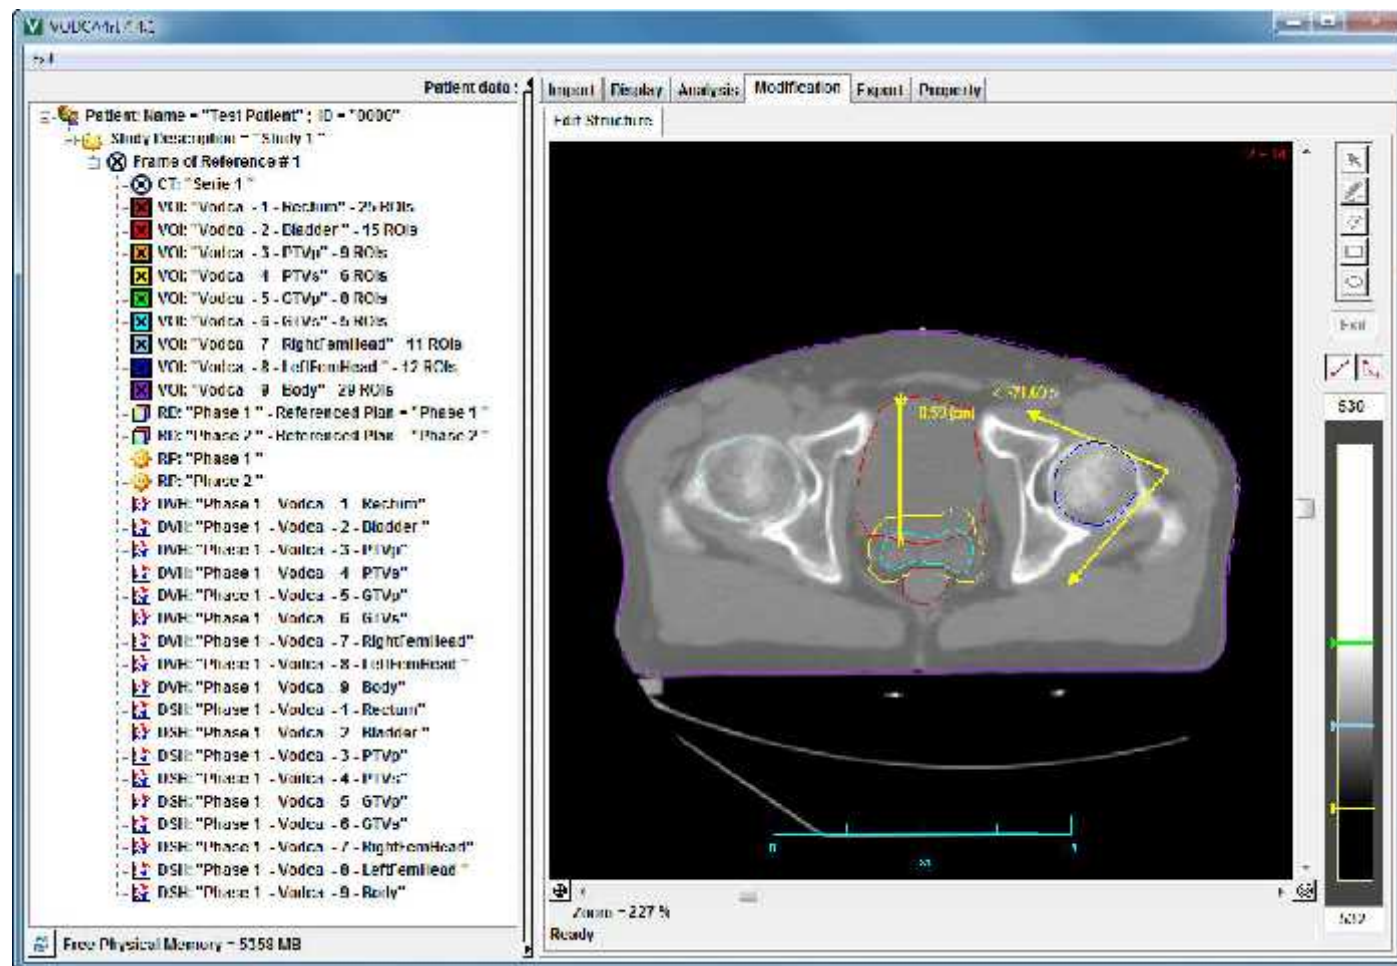 Patient data :
Patient: Name = "Test Patient" ; ID = "0006"
Study Description = "Study 1 "
Frame of Reference # 1
CT: "Serie 1 "
VOI: "Vodca - 1 - Rectum" - 25 ROIs
VOI: "Vodca - 2 - Bladder " - 15 ROIs
VOI: "Vodca - 3 - PTVp" - 9 ROIs
VOI: "Vodca - 4 - PTVs" - 6 ROIs
VOI: "Vodca - 5 - GTVp" - 8 ROIs
VOI: "Vodca - 6 - GTVs" - 5 ROIs
VOI: "Vodca - 7 - RightFemHead" - 11 ROIs
VOI: "Vodca - 8 - LeftFemHead " - 12 ROIs
VOI: "Vodca - 9 - Body" - 29 ROIs
RD: "Phase 1 " - Referenced Plan = "Phase 1 "
RD: "Phase 2 " - Referenced Plan = "Phase 2 "
RP: "Phase 1 "
RP: "Phase 2 "
DVH: "Phase 1 - Vodca - 1 - Rectum"
DVH: "Phase 1 - Vodca - 2 - Bladder "
DVH: "Phase 1 - Vodca - 3 - PTVp"
DVH: "Phase 1 - Vodca - 4 - PTVs"
DVH: "Phase 1 - Vodca - 5 - GTVp"
DVH: "Phase 1 - Vodca - 6 - GTVs"
DVH: "Phase 1 - Vodca - 7 - RightFemHead"
DVH: "Phase 1 - Vodca - 8 - LeftFemHead "
DVH: "Phase 1 - Vodca - 9 - Body"
DSH: "Phase 1 - Vodca - 1 - Rectum"
DSH: "Phase 1 - Vodca - 2 - Bladder "
DSH: "Phase 1 - Vodca - 3 - PTVp"
DSH: "Phase 1 - Vodca - 4 - PTVs"
DSH: "Phase 1 - Vodca - 5 - GTVp"
DSH: "Phase 1 - Vodca - 6 - GTVs"
DSH: "Phase 1 - Vodca - 7 - RightFemHead"
DSH: "Phase 1 - Vodca - 8 - LeftFemHead "
DSH: "Phase 1 - Vodca - 9 - Body"
Free Physical Memory = 5358 MB
Import Display Analysis Modification Export Property
Edit Structure
(cm)
Exit
530
532
Zoom = 227 %
Ready